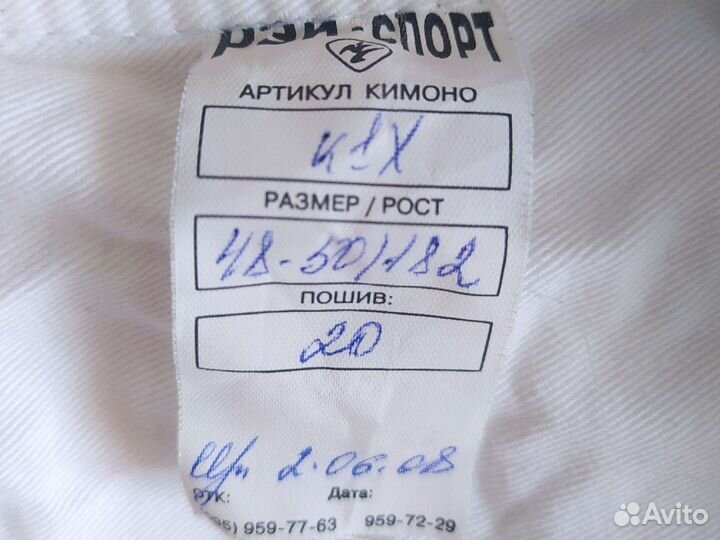 РЭЙ-СПОРТ
АРТИКУЛ КИМОНО
К1Х
РАЗМЕР / РОСТ
48-50/182
ПОШИВ:
20
2.06.08
РТК: Дата:
959-77-63 959-72-29
Avito